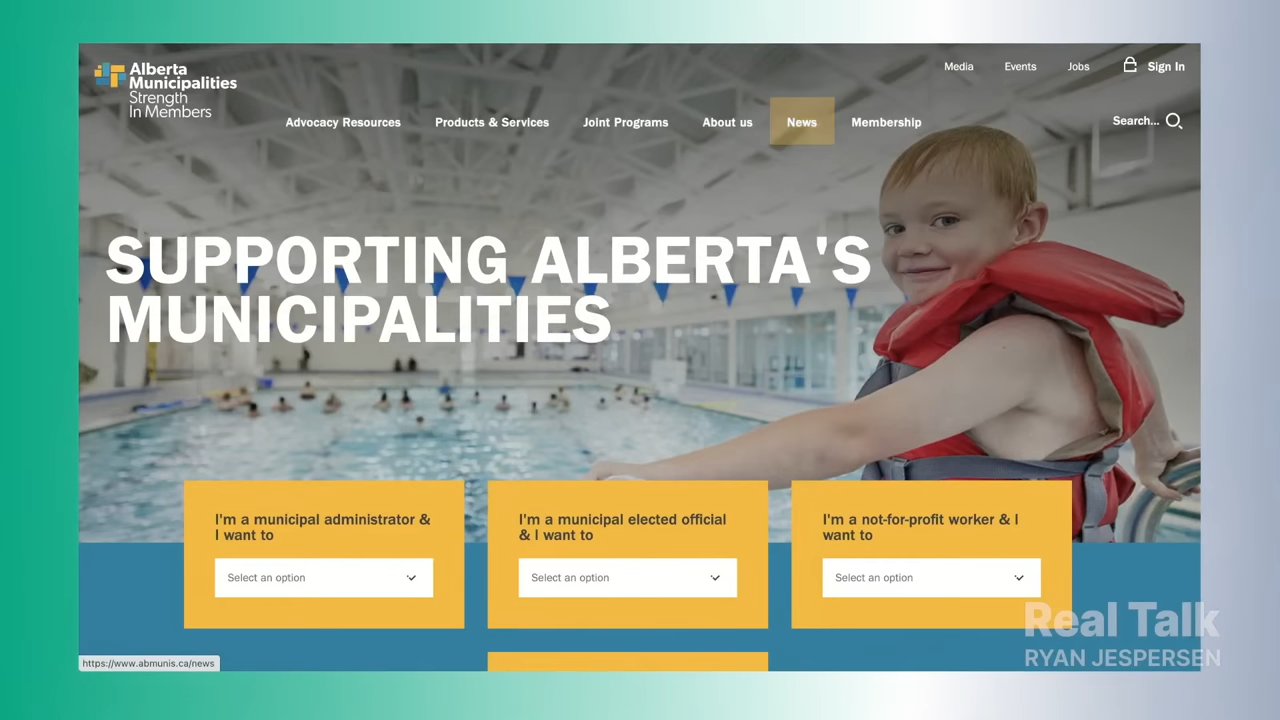 Alberta
Municipalities
Strength
In Members
Media
Events
Jobs
Sign In
Advocacy Resources
Products & Services
Joint Programs
About us
News
Membership
Search...
SUPPORTING ALBERTA'S
MUNICIPALITIES
I'm a municipal administrator &
I want to
Select an option
I'm a municipal elected official
& I want to
Select an option
I'm a not-for-profit worker & I
want to
Select an option
Real Talk
RYAN JESPERSEN
https://www.abmunis.ca/news